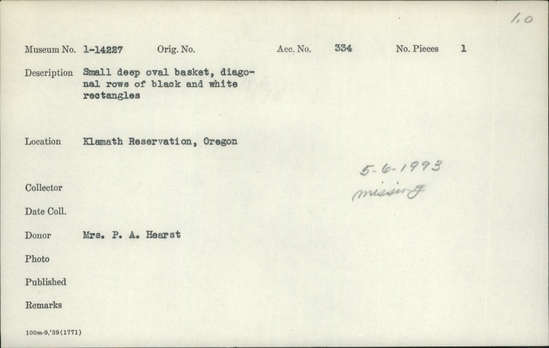 1.0
Museum No. 1-14227 Orig. No. Acc. No. 334 No. Pieces 1
Description Small deep oval basket, diago-
nal rows of black and white
rectangles
Location Klamath Reservation, Oregon
5-6-1993
missing
Collector
Date Coll.
Donor Mrs. P. A. Hearst
Photo
Published
Remarks
100m-9,'39(1771)